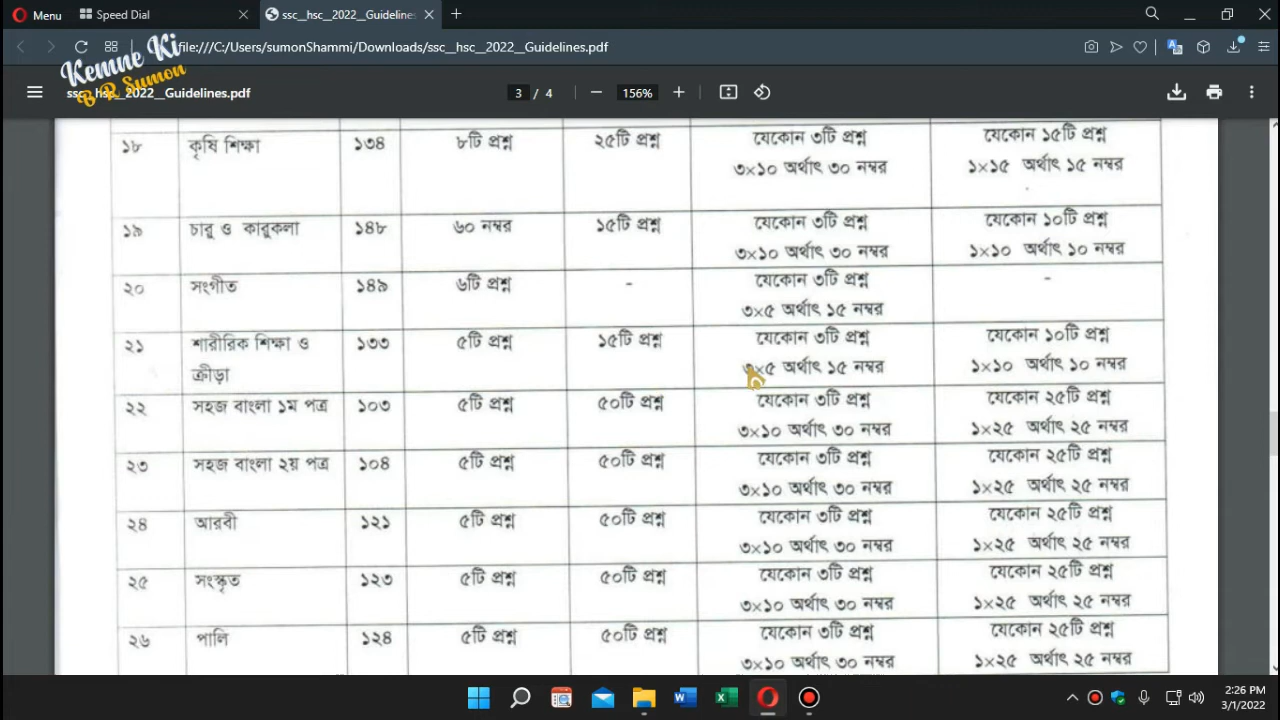 Menu
Speed Dial
ssc__hsc__2022__Guidelines
file:///C:/Users/sumonShammi/Downloads/ssc__hsc__2022__Guidelines.pdf
Kemne Ki
B R Sumon
ssc__hsc__2022__Guidelines.pdf
3 / 4
156%
১৮ কৃষি শিক্ষা ১৩৪ ৮টি প্রশ্ন ২৫টি প্রশ্ন যেকোন ৩টি প্রশ্ন যেকোন ১৫টি প্রশ্ন
৩×১০ অর্থাৎ ৩০ নম্বর ১×১৫ অর্থাৎ ১৫ নম্বর
১৯ চারু ও কারুকলা ১৪৮ ৬০ নম্বর ১৫টি প্রশ্ন যেকোন ৩টি প্রশ্ন যেকোন ১০টি প্রশ্ন
৩×১০ অর্থাৎ ৩০ নম্বর ১×১০ অর্থাৎ ১০ নম্বর
২০ সংগীত ১৪৯ ৬টি প্রশ্ন - যেকোন ৩টি প্রশ্ন -
৩×৫ অর্থাৎ ১৫ নম্বর
২১ শারীরিক শিক্ষা ও ১৩৩ ৫টি প্রশ্ন ১৫টি প্রশ্ন যেকোন ৩টি প্রশ্ন যেকোন ১০টি প্রশ্ন
ক্রীড়া ৩×৫ অর্থাৎ ১৫ নম্বর ১×১০ অর্থাৎ ১০ নম্বর
২২ সহজ বাংলা ১ম পত্র ১০৩ ৫টি প্রশ্ন ৫০টি প্রশ্ন যেকোন ৩টি প্রশ্ন যেকোন ২৫টি প্রশ্ন
৩×১০ অর্থাৎ ৩০ নম্বর ১×২৫ অর্থাৎ ২৫ নম্বর
২৩ সহজ বাংলা ২য় পত্র ১০৪ ৫টি প্রশ্ন ৫০টি প্রশ্ন যেকোন ৩টি প্রশ্ন যেকোন ২৫টি প্রশ্ন
৩×১০ অর্থাৎ ৩০ নম্বর ১×২৫ অর্থাৎ ২৫ নম্বর
২৪ আরবী ১২১ ৫টি প্রশ্ন ৫০টি প্রশ্ন যেকোন ৩টি প্রশ্ন যেকোন ২৫টি প্রশ্ন
৩×১০ অর্থাৎ ৩০ নম্বর ১×২৫ অর্থাৎ ২৫ নম্বর
২৫ সংস্কৃত ১২৩ ৫টি প্রশ্ন ৫০টি প্রশ্ন যেকোন ৩টি প্রশ্ন যেকোন ২৫টি প্রশ্ন
৩×১০ অর্থাৎ ৩০ নম্বর ১×২৫ অর্থাৎ ২৫ নম্বর
২৬ পালি ১২৪ ৫টি প্রশ্ন ৫০টি প্রশ্ন যেকোন ৩টি প্রশ্ন যেকোন ২৫টি প্রশ্ন
৩×১০ অর্থাৎ ৩০ নম্বর ১×২৫ অর্থাৎ ২৫ নম্বর
2:26 PM
3/1/2022